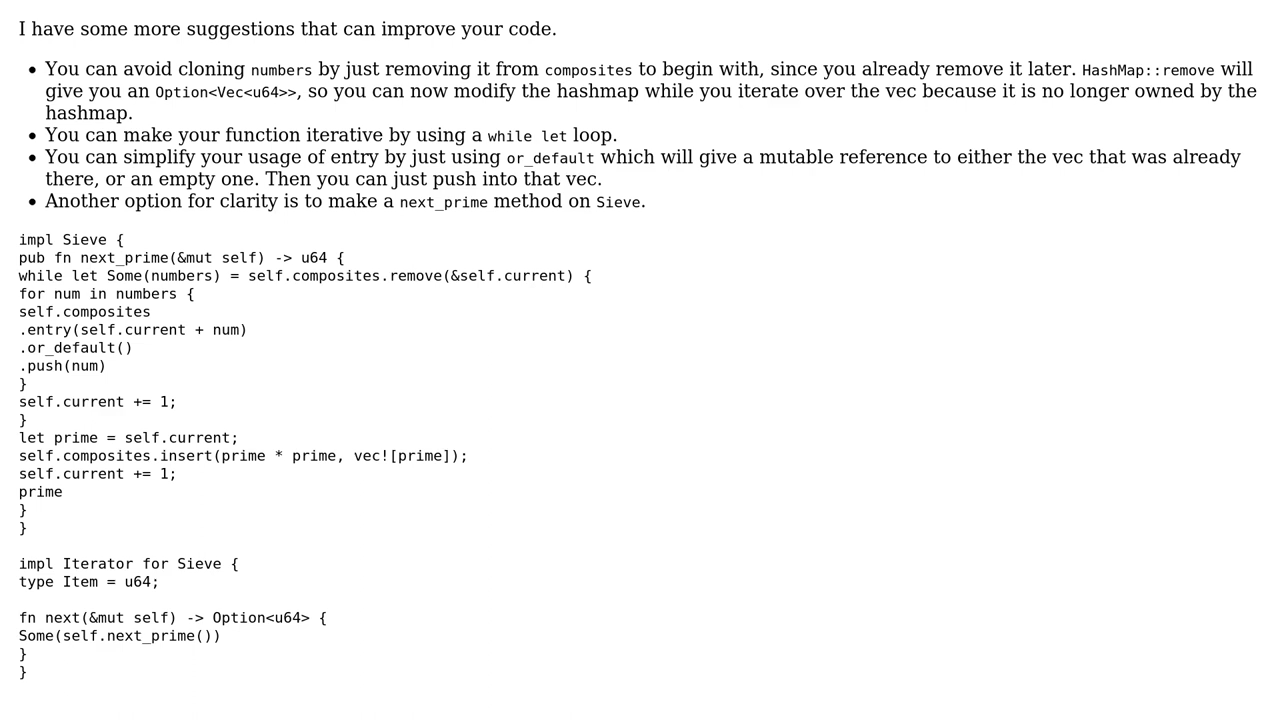 I have some more suggestions that can improve your code.
• You can avoid cloning numbers by just removing it from composites to begin with, since you already remove it later. HashMap::remove will
give you an Option<Vec<u64>>, so you can now modify the hashmap while you iterate over the vec because it is no longer owned by the
hashmap.
• You can make your function iterative by using a while let loop.
• You can simplify your usage of entry by just using or_default which will give a mutable reference to either the vec that was already
there, or an empty one. Then you can just push into that vec.
• Another option for clarity is to make a next_prime method on Sieve.
impl Sieve {
pub fn next_prime(&mut self) -> u64 {
while let Some(numbers) = self.composites.remove(&self.current) {
for num in numbers {
self.composites
.entry(self.current + num)
.or_default()
.push(num)
}
self.current += 1;
}
let prime = self.current;
self.composites.insert(prime * prime, vec![prime]);
self.current += 1;
prime
}
}
impl Iterator for Sieve {
type Item = u64;
fn next(&mut self) -> Option<u64> {
Some(self.next_prime())
}
}